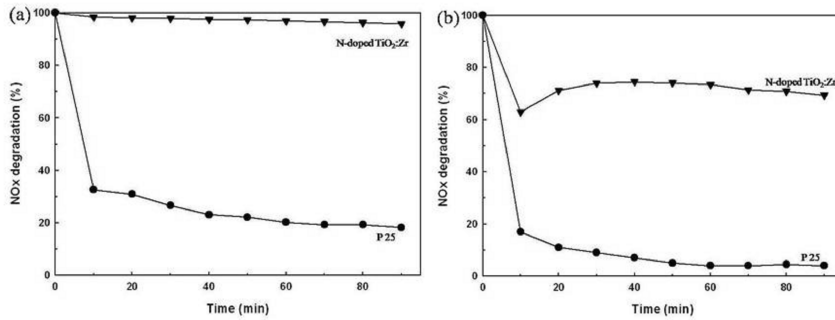 (a)
100
80
60
40
20
0
NOx degradation (%)
N-doped TiO₂:Zr
P 25
0 20 40 60 80
Time (min)
(b)
100
80
60
40
20
0
NOx degradation (%)
N-doped TiO₂:Zr
P 25
0 20 40 60 80
Time (min)